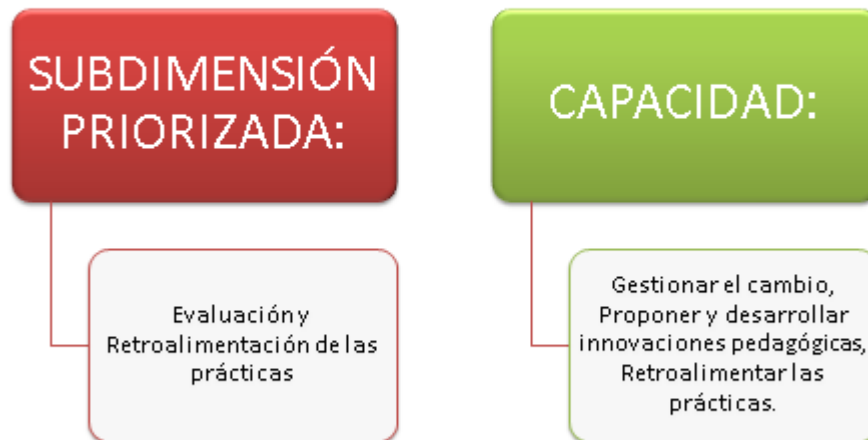 SUBDIMENSIÓN
PRIORIZADA:
Evaluación y
Retroalimentación de las
prácticas
CAPACIDAD:
Gestionar el cambio,
Proponer y desarrollar
innovaciones pedagógicas,
Retroalimentar las
prácticas.